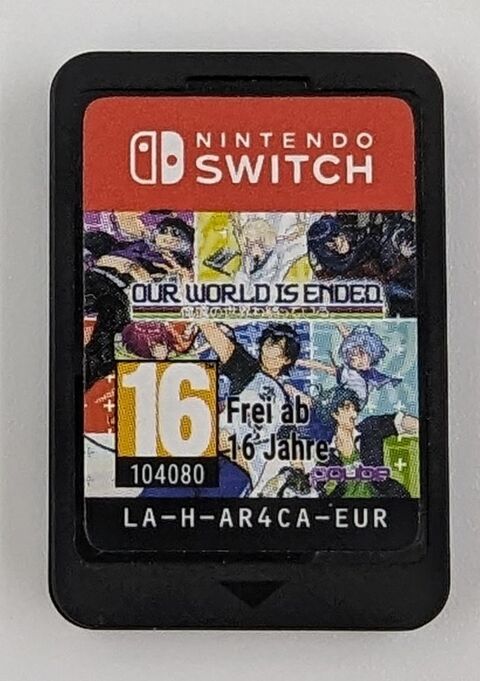 NINTENDO
SWITCH
OUR WORLD IS ENDED.
16
Frei ab
16 Jahre
104080
LA-H-AR4CA-EUR